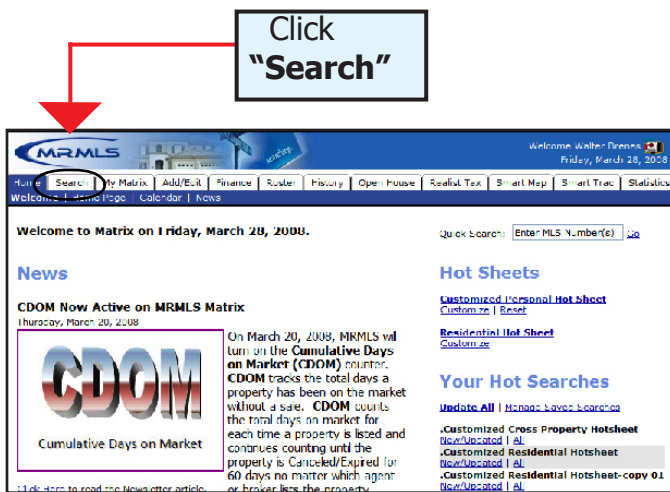 Click
“Search”
MRMLS
Welcome Walter Brenes
Friday, March 28, 2008
Home Search My Matrix Add/Edit Finance Roster History Open House Realist Tax Smart Map Smart Trac Statistics
Welcome | Home Page | Calendar | News
Welcome to Matrix on Friday, March 28, 2008.
Quick Search: Enter MLS Number(s) Go
News
Hot Sheets
Customized Personal Hot Sheet
Customize | Reset
Residential Hot Sheet
Customize
CDOM Now Active on MRMLS Matrix
Thursday, March 20, 2008
CDOM
Cumulative Days on Market
On March 20, 2008, MRMLS will
turn on the Cumulative Days
on Market (CDOM) counter.
CDOM tracks the total days a
property has been on the market
without a sale. CDOM counts
the total days on market for
each time a property is listed and
continues counting until the
property is Canceled/Expired for
60 days no matter which agent
or broker lists the property
Click Here to read the Newsletter article.
Your Hot Searches
Update All | Manage Saved Searches
.Customized Cross Property Hotsheet
New/Updated | All
.Customized Residential Hotsheet
New/Updated | All
.Customized Residential Hotsheet-copy 01
New/Updated | All